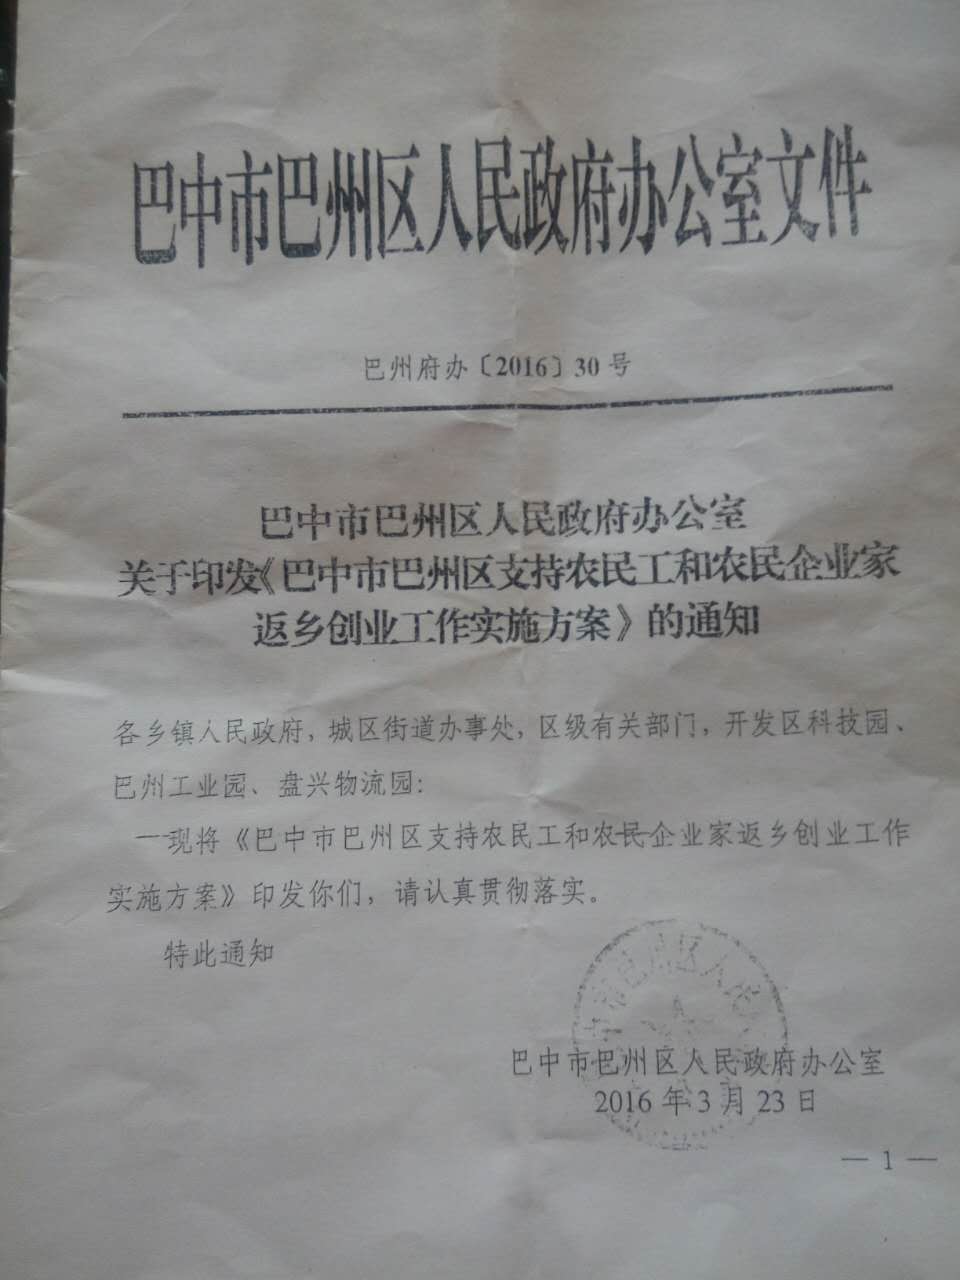 巴中市巴州区人民政府办公室文件
巴州府办〔2016〕30号
巴中市巴州区人民政府办公室
关于印发《巴中市巴州区支持农民工和农民企业家
返乡创业工作实施方案》的通知
各乡镇人民政府，城区街道办事处，区级有关部门，开发区科技园、
巴州工业园、盘兴物流园：
现将《巴中市巴州区支持农民工和农民企业家返乡创业工作
实施方案》印发你们，请认真贯彻落实。
特此通知
市巴州区人民
巴中市巴州区人民政府办公室
2016年3月23日
— 1 —